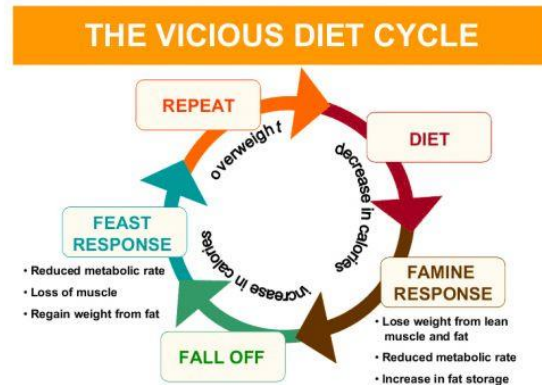 THE VICIOUS DIET CYCLE
REPEAT
overweight
DIET
decrease in calories
FAMINE
RESPONSE
• Lose weight from lean
muscle and fat
• Reduced metabolic rate
• Increase in fat storage
FALL OFF
increase in calories
FEAST
RESPONSE
• Reduced metabolic rate
• Loss of muscle
• Regain weight from fat